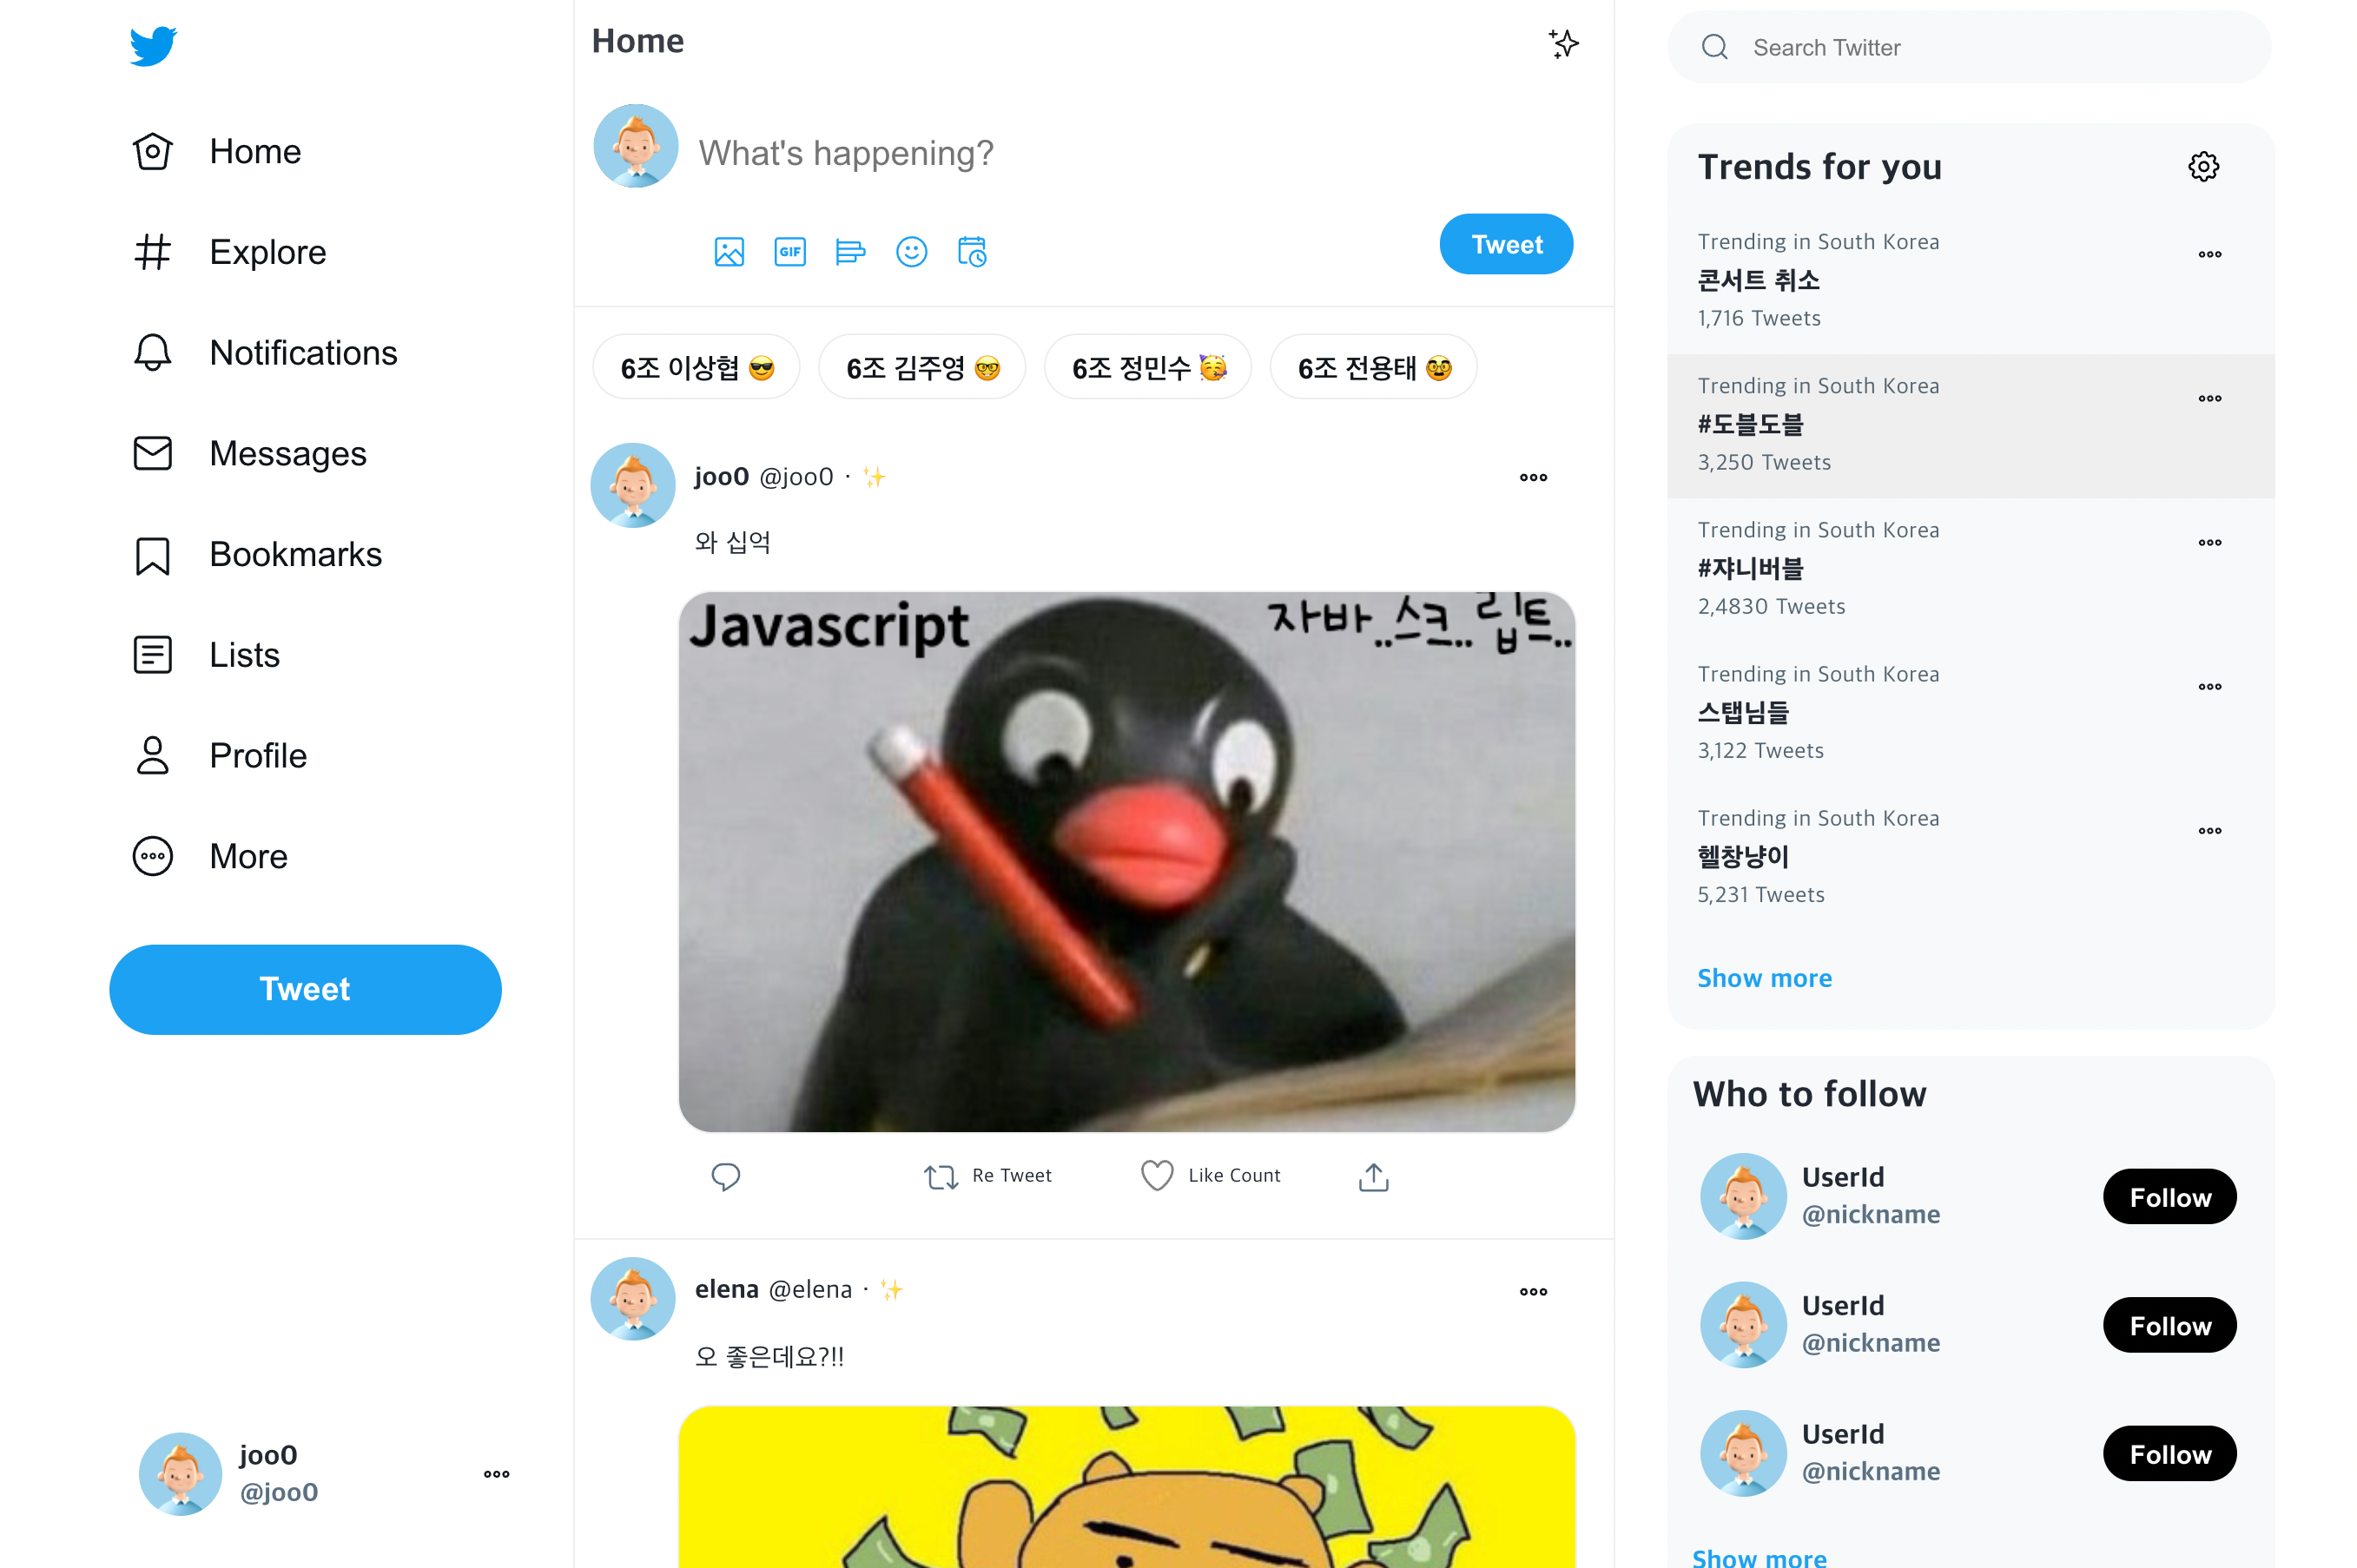 Home
Explore
Notifications
Messages
Bookmarks
Lists
Profile
More
Tweet
joo0
@joo0
Home
What's happening?
GIF
Tweet
6조 이상협 😎
6조 김주영 🤓
6조 정민수 🥳
6조 전용태 🥸
joo0 @joo0 · ✨
와 십억
Javascript
자바..스크..립트..
Re Tweet
Like Count
elena @elena · ✨
오 좋은데요?!!
Search Twitter
Trends for you
Trending in South Korea
콘서트 취소
1,716 Tweets
Trending in South Korea
#도블도블
3,250 Tweets
Trending in South Korea
#쟈니버블
2,4830 Tweets
Trending in South Korea
스탭님들
3,122 Tweets
Trending in South Korea
헬창냥이
5,231 Tweets
Show more
Who to follow
UserId
@nickname
Follow
UserId
@nickname
Follow
UserId
@nickname
Follow
Show more